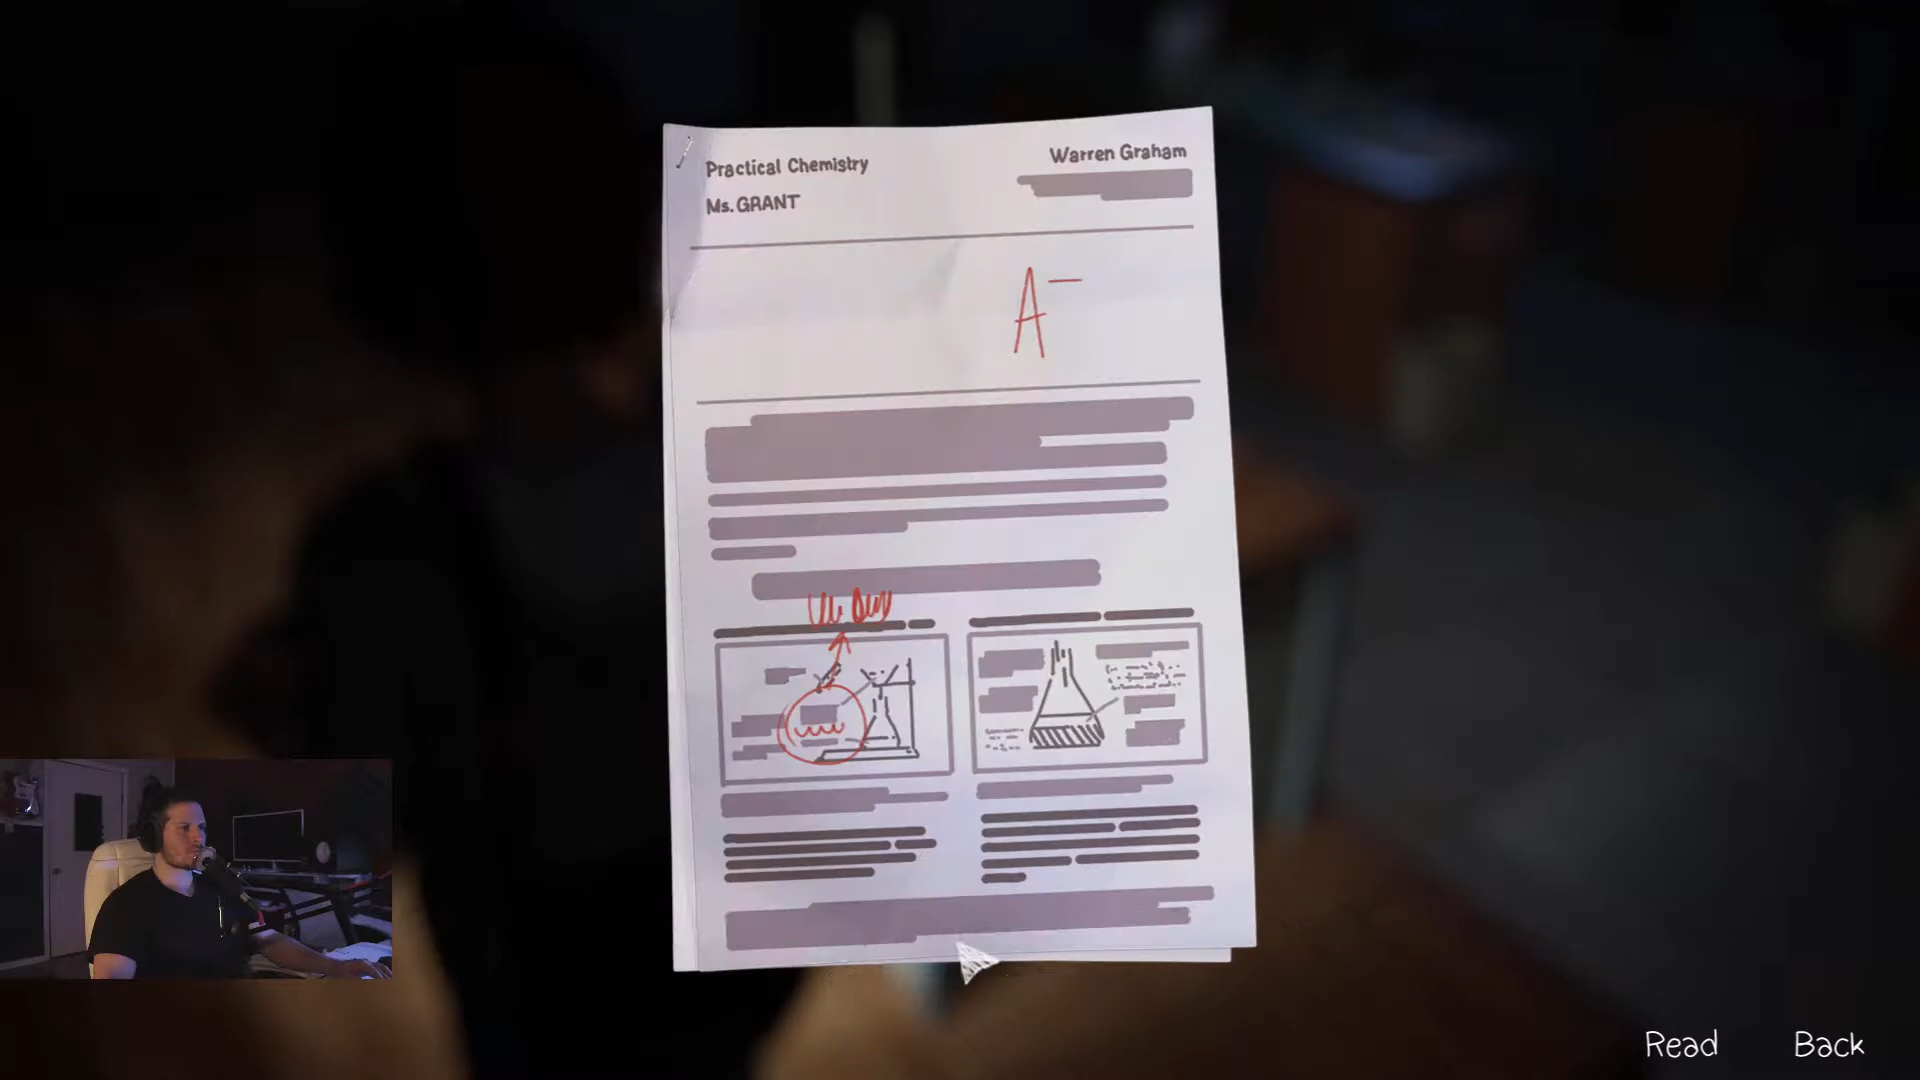 Practical Chemistry
Warren Graham
Ms. GRANT
A-
Read
Back